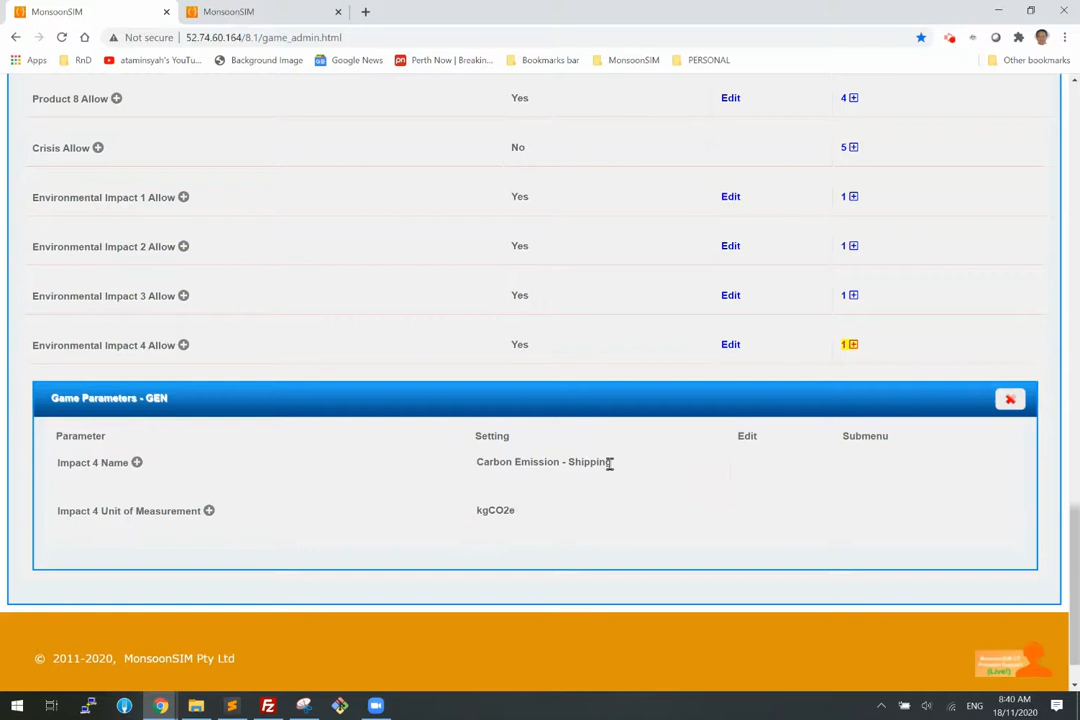 MonsoonSIM
MonsoonSIM
Not secure | 52.74.60.164/8.1/game_admin.html
Apps RnD ataminsyah's YouTu... Background Image Google News Perth Now | Breakin... Bookmarks bar MonsoonSIM PERSONAL Other bookmarks
Product 8 Allow Yes Edit 4
Crisis Allow No 5
Environmental Impact 1 Allow Yes Edit 1
Environmental Impact 2 Allow Yes Edit 1
Environmental Impact 3 Allow Yes Edit 1
Environmental Impact 4 Allow Yes Edit 1
Game Parameters - GEN
Parameter Setting Edit Submenu
Impact 4 Name Carbon Emission - Shipping
Impact 4 Unit of Measurement kgCO2e
© 2011-2020, MonsoonSIM Pty Ltd
(Live!)
ENG
8:40 AM
18/11/2020